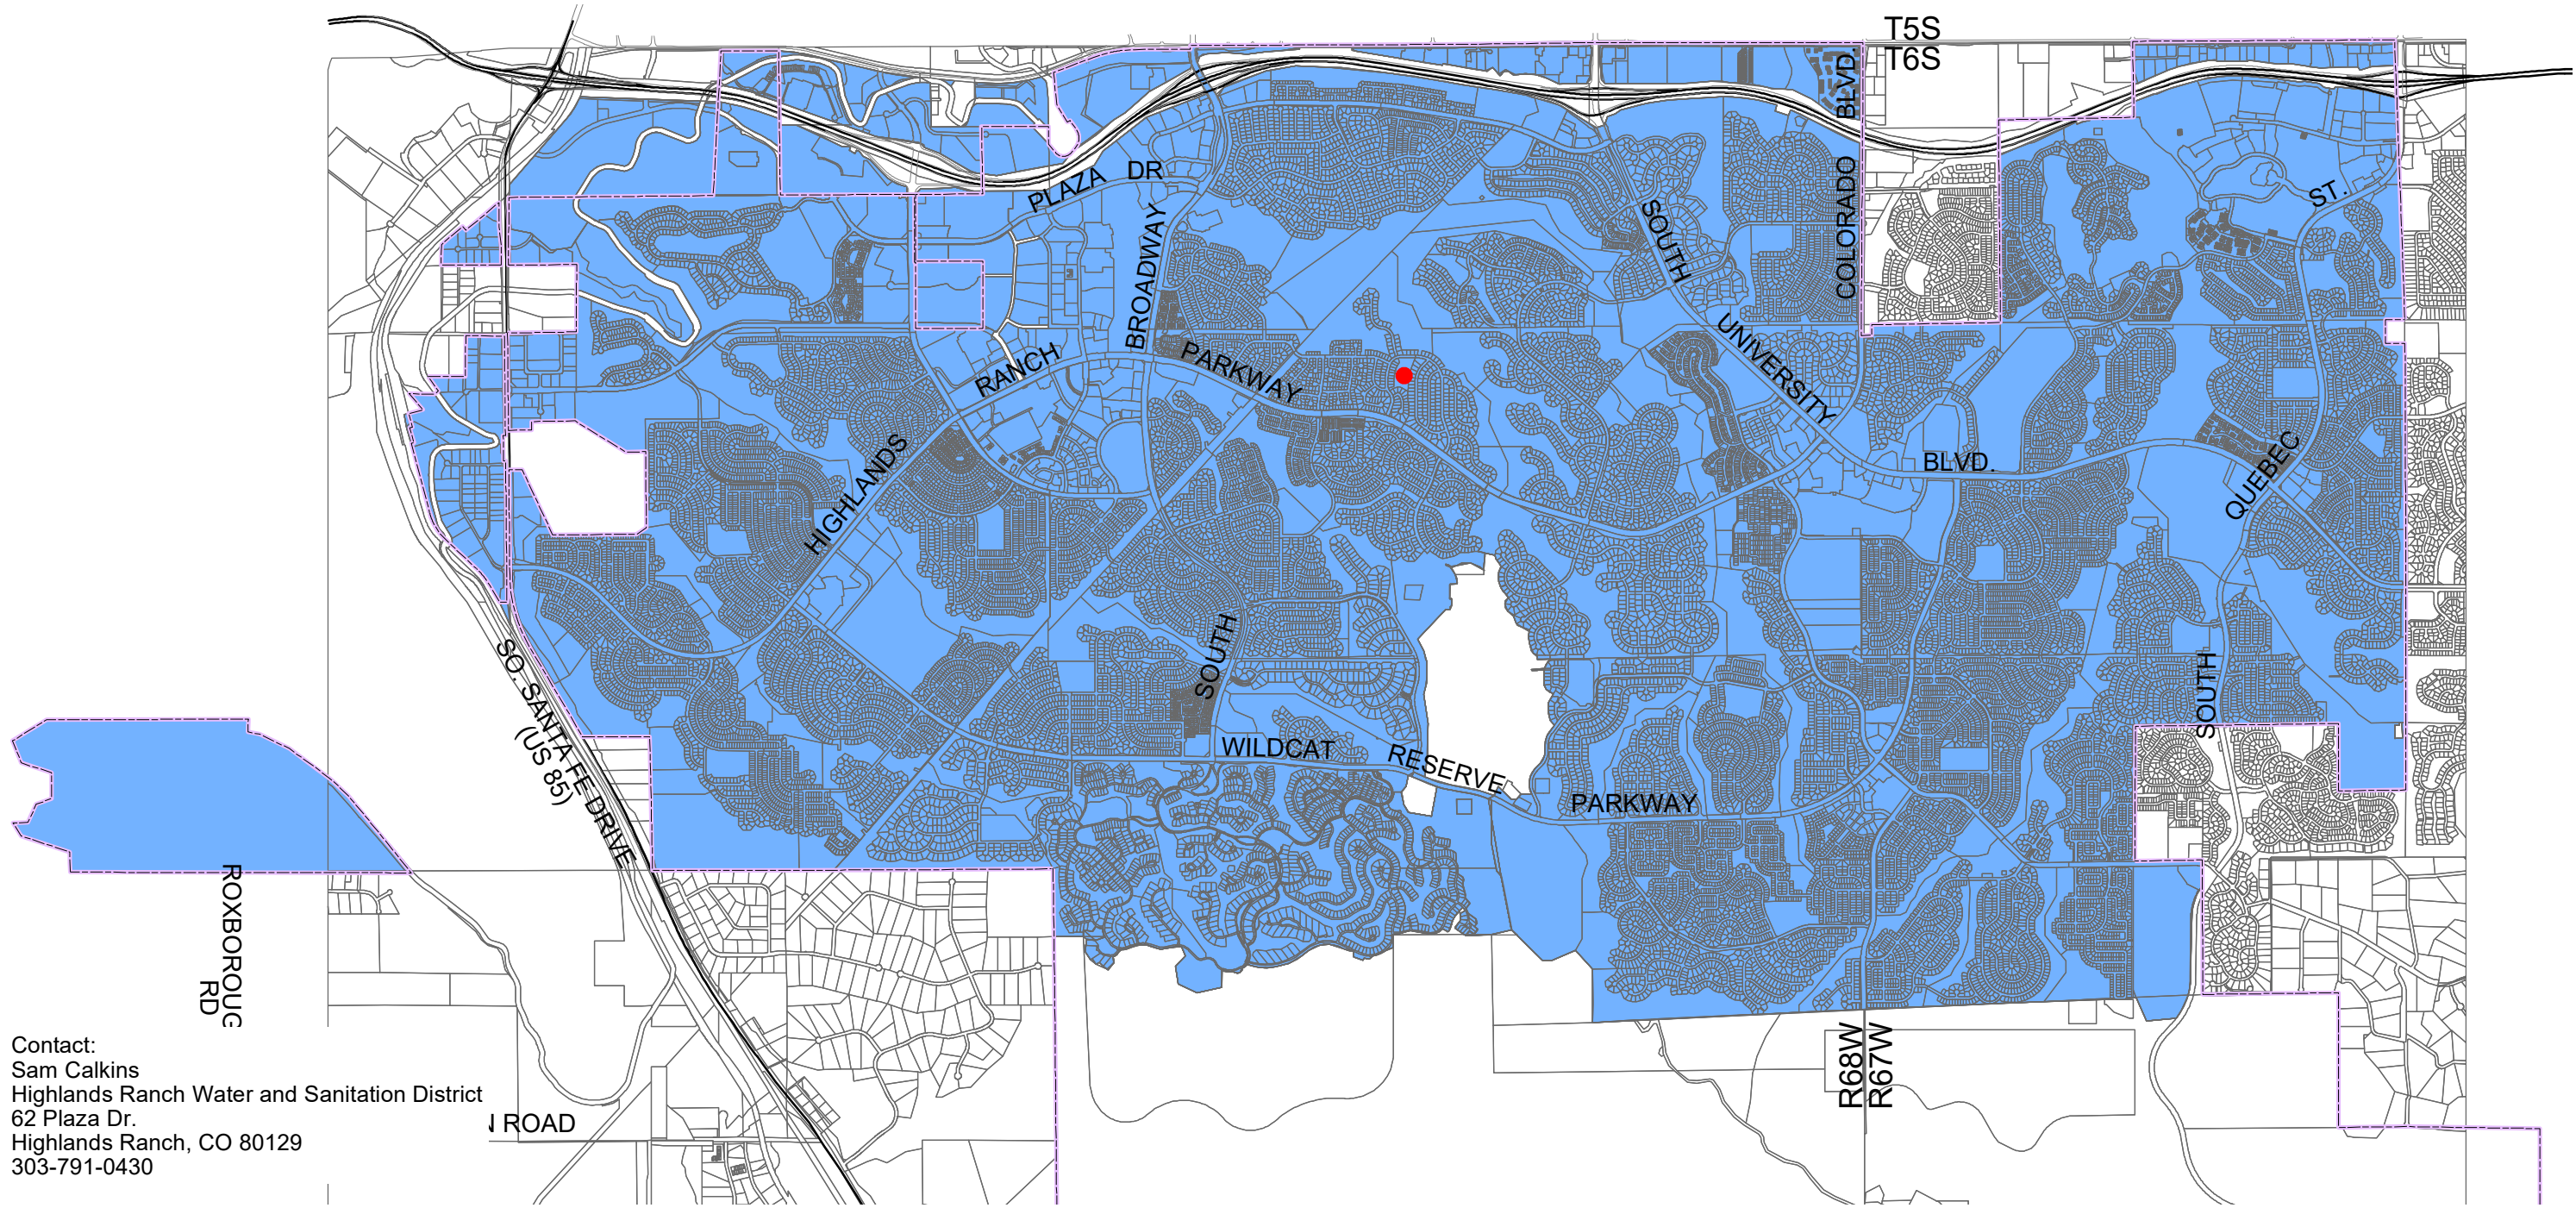 T5S
T6S
BLVD.
COLORADO
PLAZA DR
ST.
SOUTH
BROADWAY
UNIVERSITY
RANCH
PARKWAY
HIGHLANDS
BLVD.
QUEBEC
SOUTH
SOUTH
SO. SANTA FE DRIVE
(US 85)
WILDCAT
RESERVE
PARKWAY
ROXBOROUG
RD
R68W
R67W
Contact:
Sam Calkins
Highlands Ranch Water and Sanitation District
62 Plaza Dr.
Highlands Ranch, CO 80129
303-791-0430
N ROAD